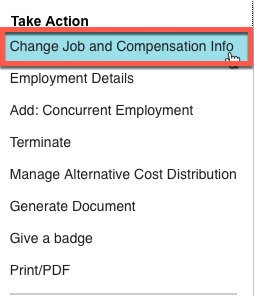 Take Action
Change Job and Compensation Info
Employment Details
Add: Concurrent Employment
Terminate
Manage Alternative Cost Distribution
Generate Document
Give a badge
Print/PDF